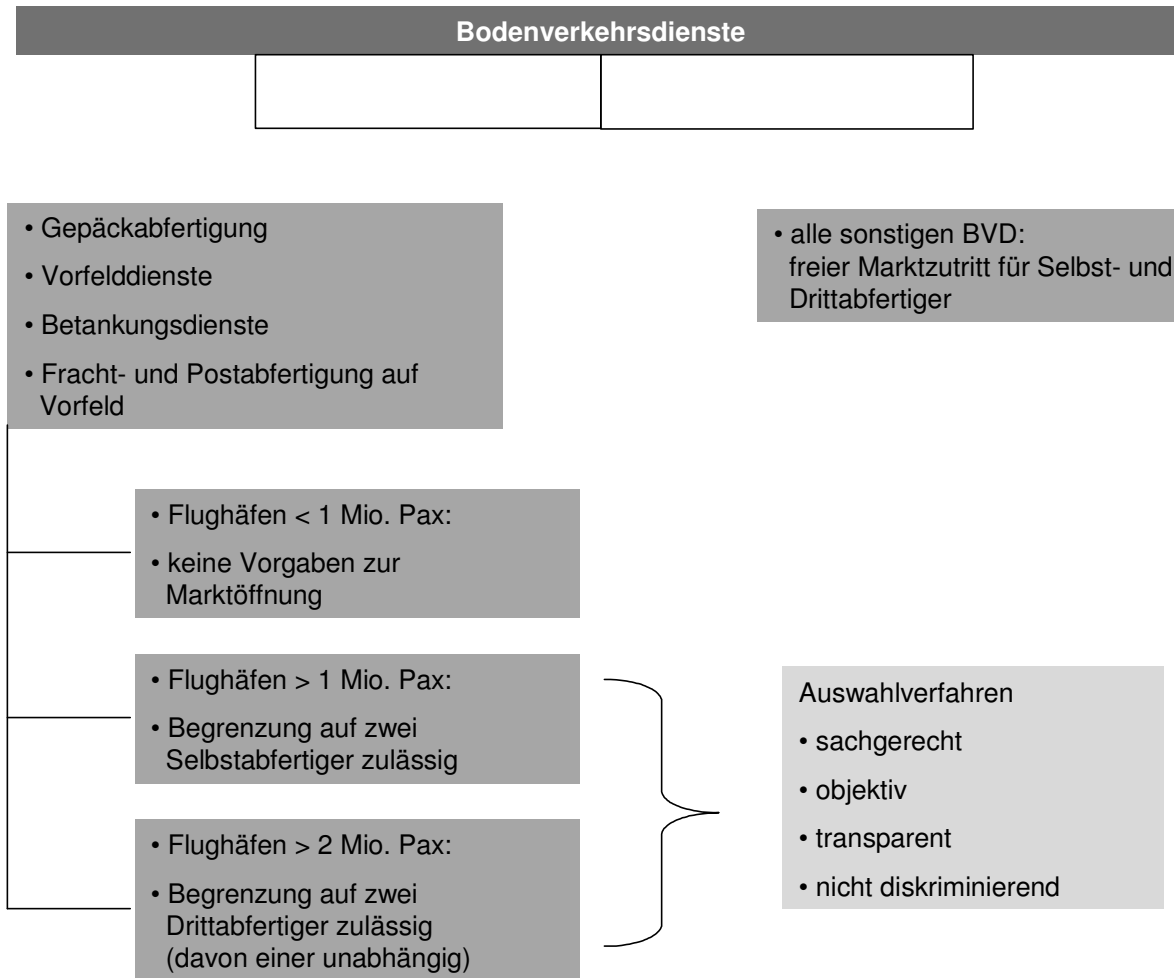 Bodenverkehrsdienste
• Gepäckabfertigung
• Vorfelddienste
• Betankungsdienste
• Fracht- und Postabfertigung auf
Vorfeld
• alle sonstigen BVD:
freier Marktzutritt für Selbst- und
Drittabfertiger
• Flughäfen < 1 Mio. Pax:
• keine Vorgaben zur
Marktöffnung
• Flughäfen > 1 Mio. Pax:
• Begrenzung auf zwei
Selbstabfertiger zulässig
• Flughäfen > 2 Mio. Pax:
• Begrenzung auf zwei
Drittabfertiger zulässig
(davon einer unabhängig)
Auswahlverfahren
• sachgerecht
• objektiv
• transparent
• nicht diskriminierend